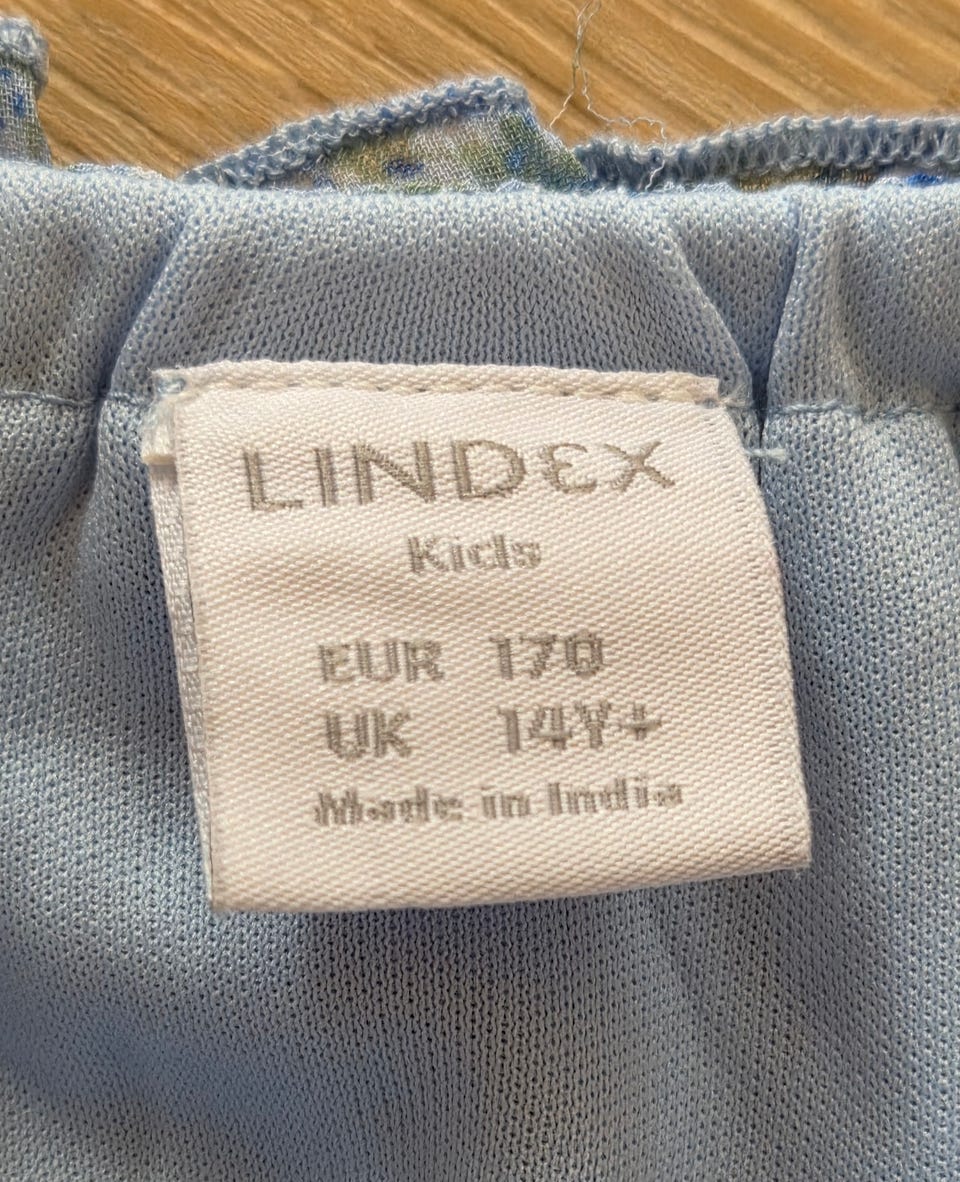 LINDEX
Kids
EUR 170
UK 14Y+
Made in India